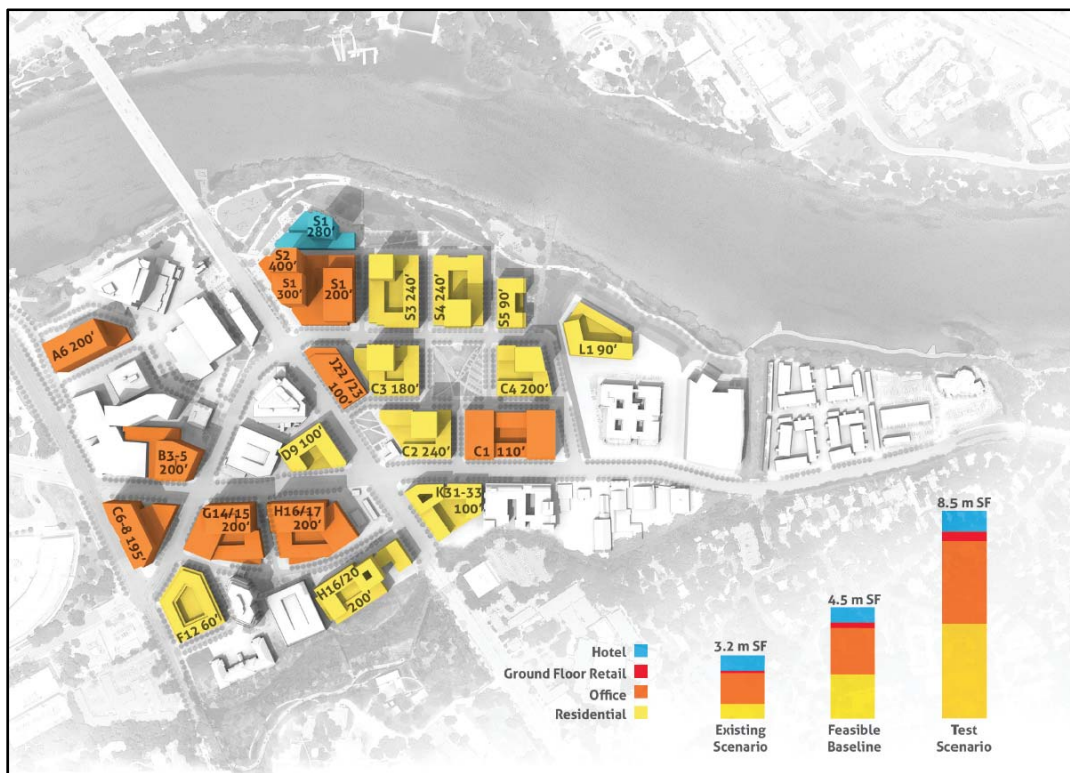 S1
280'
S2
400'
S1
300'
S1
200'
S3 240'
S4 240'
S5 90'
A6 200'
L1 90'
J22 /23
100'
C3 180'
C4 200'
C2 240'
C1 110'
D9 100'
B3-5
200'
K31-33
100'
C6-8 195'
G14/15
200'
H16/17
200'
H16/20
200'
F12 60'
8.5 m SF
4.5 m SF
3.2 m SF
Hotel
Ground Floor Retail
Office
Residential
Existing
Scenario
Feasible
Baseline
Test
Scenario